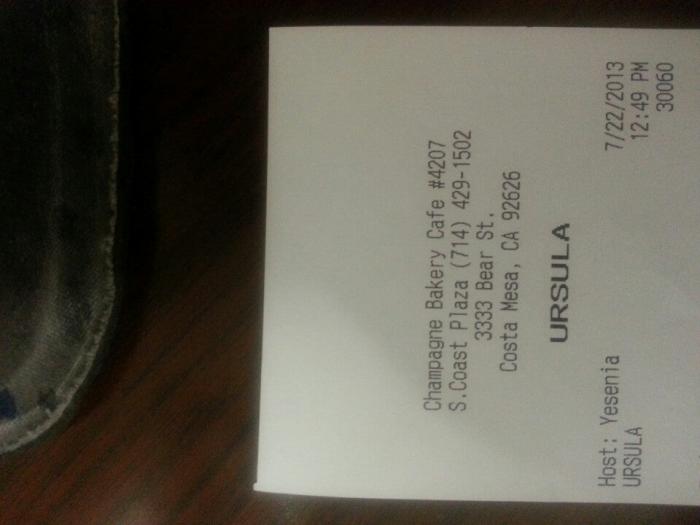 Champagne Bakery Cafe #4207
S.Coast Plaza (714) 429-1502
3333 Bear St.
Costa Mesa, CA 92626
URSULA
Host: Yesenia 7/22/2013
URSULA 12:49 PM
30060